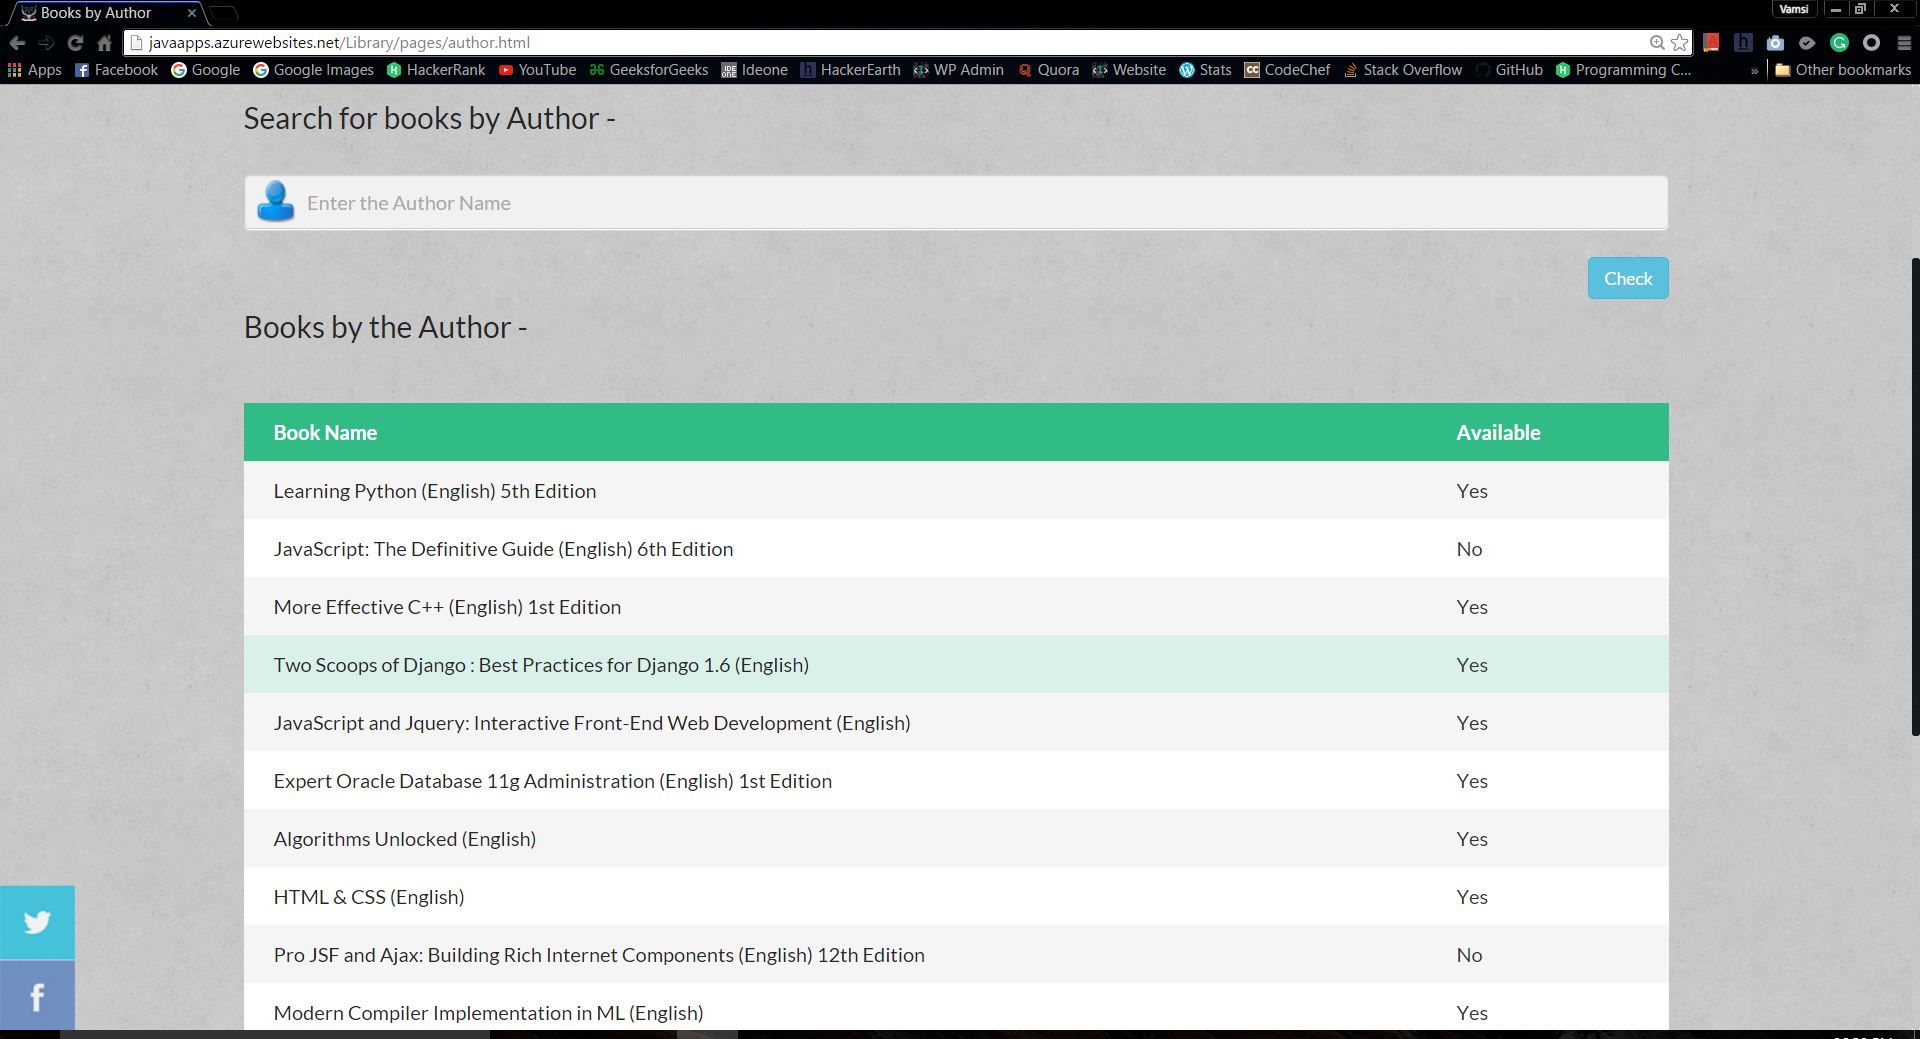 Books by Author
Vamsi
javaapps.azurewebsites.net/Library/pages/author.html
Apps Facebook Google Google Images HackerRank YouTube GeeksforGeeks Ideone HackerEarth WP Admin Quora Website Stats CodeChef Stack Overflow GitHub Programming C... » Other bookmarks
Search for books by Author -
Enter the Author Name
Check
Books by the Author -
Book Name Available
Learning Python (English) 5th Edition Yes
JavaScript: The Definitive Guide (English) 6th Edition No
More Effective C++ (English) 1st Edition Yes
Two Scoops of Django : Best Practices for Django 1.6 (English) Yes
JavaScript and Jquery: Interactive Front-End Web Development (English) Yes
Expert Oracle Database 11g Administration (English) 1st Edition Yes
Algorithms Unlocked (English) Yes
HTML & CSS (English) Yes
Pro JSF and Ajax: Building Rich Internet Components (English) 12th Edition No
Modern Compiler Implementation in ML (English) Yes